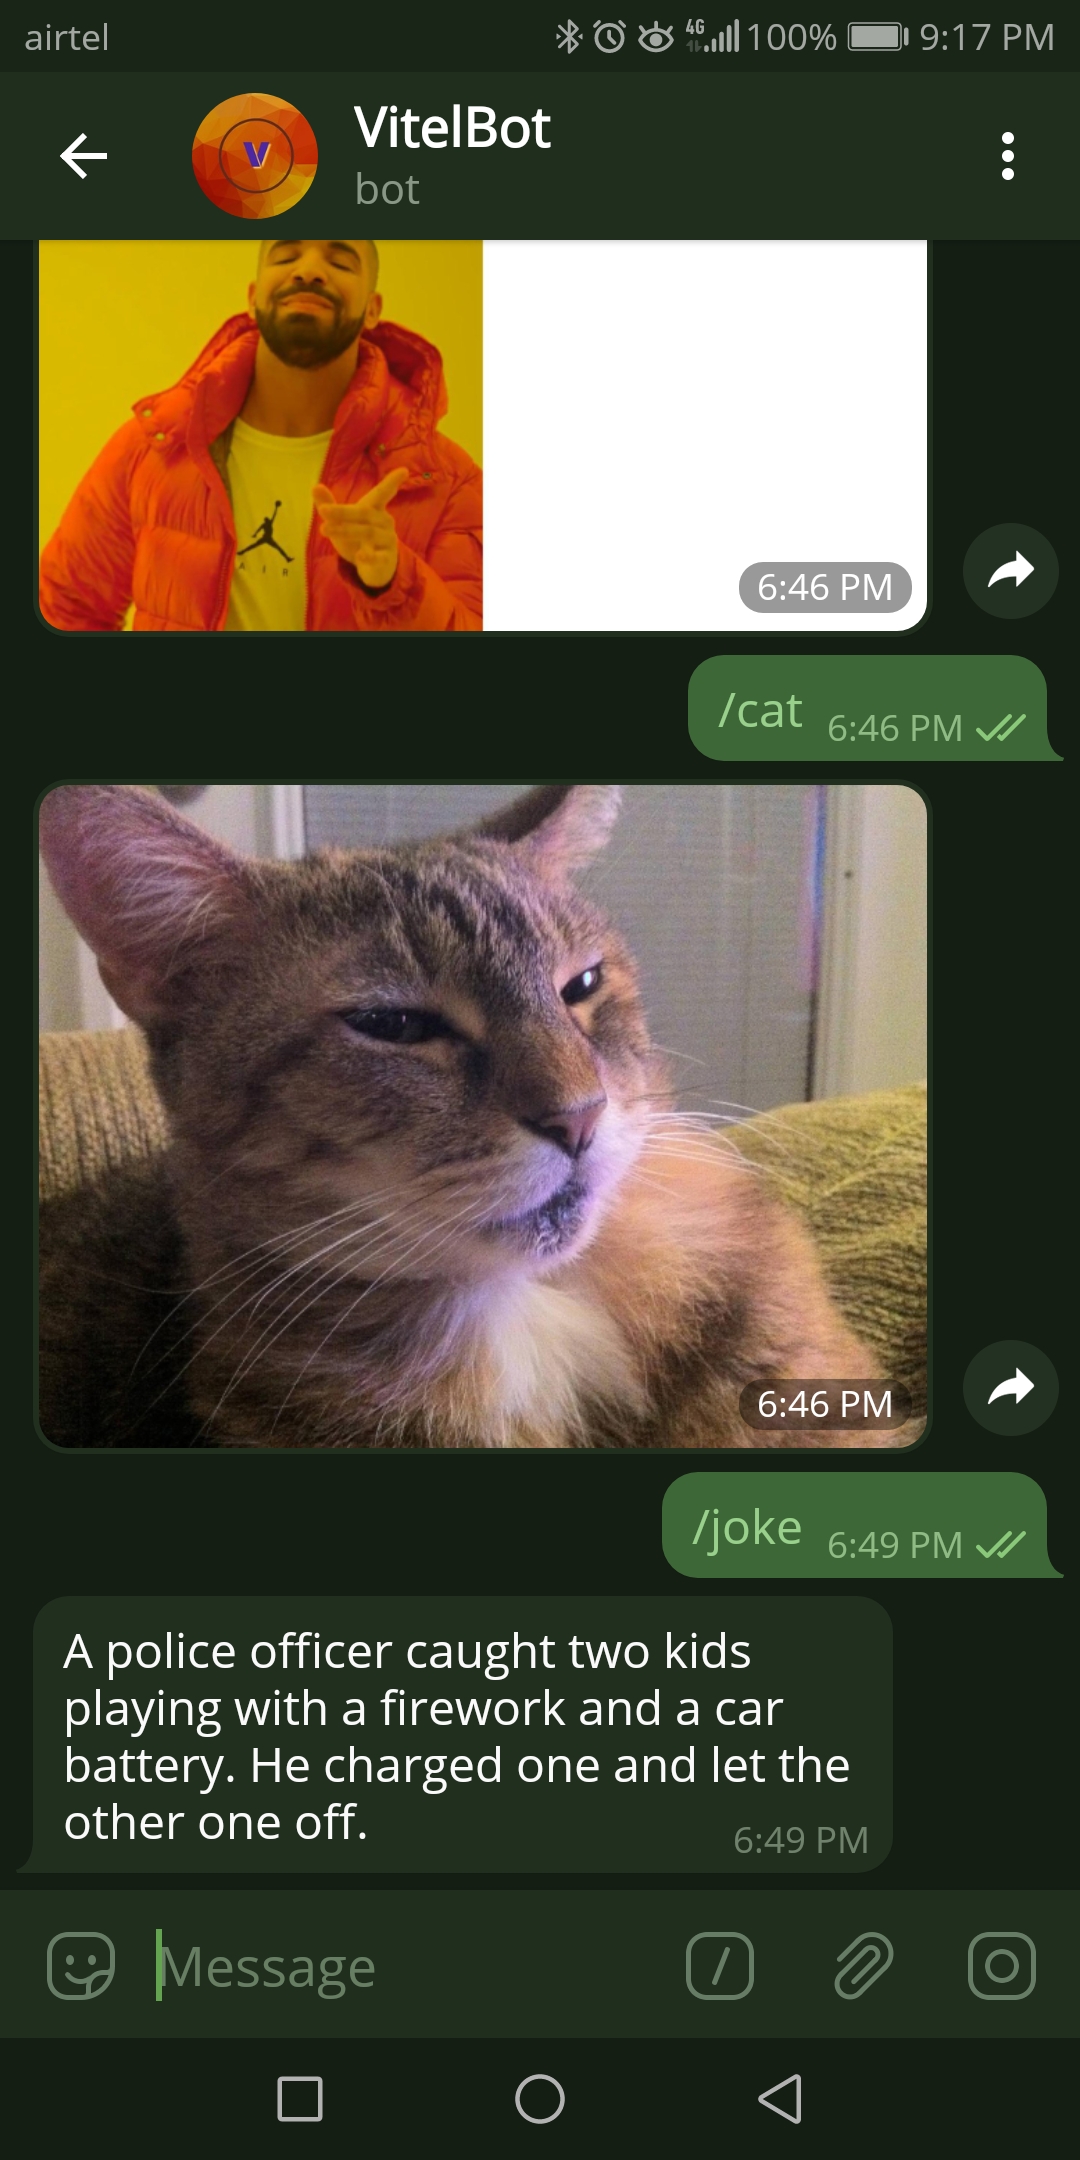 airtel
4G 100% 9:17 PM
V
VitelBot
bot
AIR
6:46 PM
/cat 6:46 PM
6:46 PM
/joke 6:49 PM
A police officer caught two kids
playing with a firework and a car
battery. He charged one and let the
other one off.
6:49 PM
Message